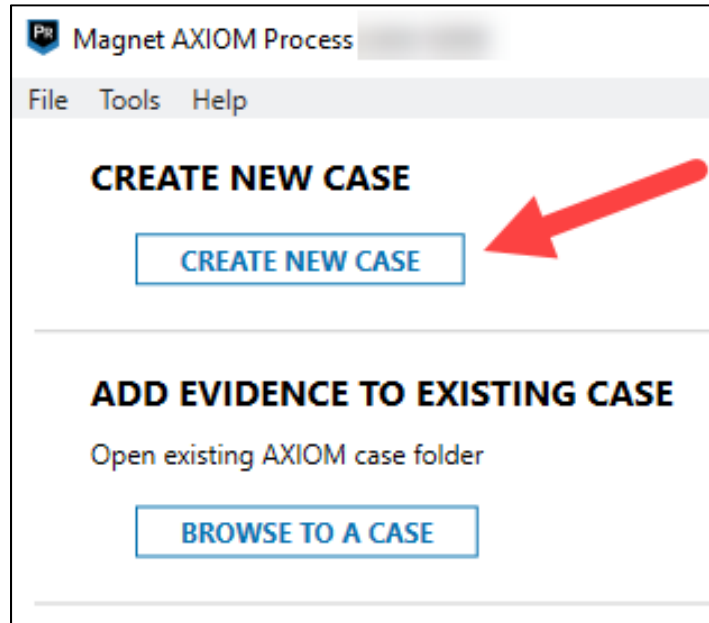 PR Magnet AXIOM Process
File Tools Help
CREATE NEW CASE
CREATE NEW CASE
ADD EVIDENCE TO EXISTING CASE
Open existing AXIOM case folder
BROWSE TO A CASE